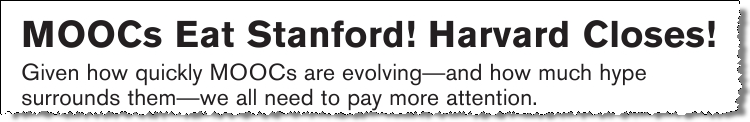 MOOCs Eat Stanford! Harvard Closes!
Given how quickly MOOCs are evolving—and how much hype
surrounds them—we all need to pay more attention.